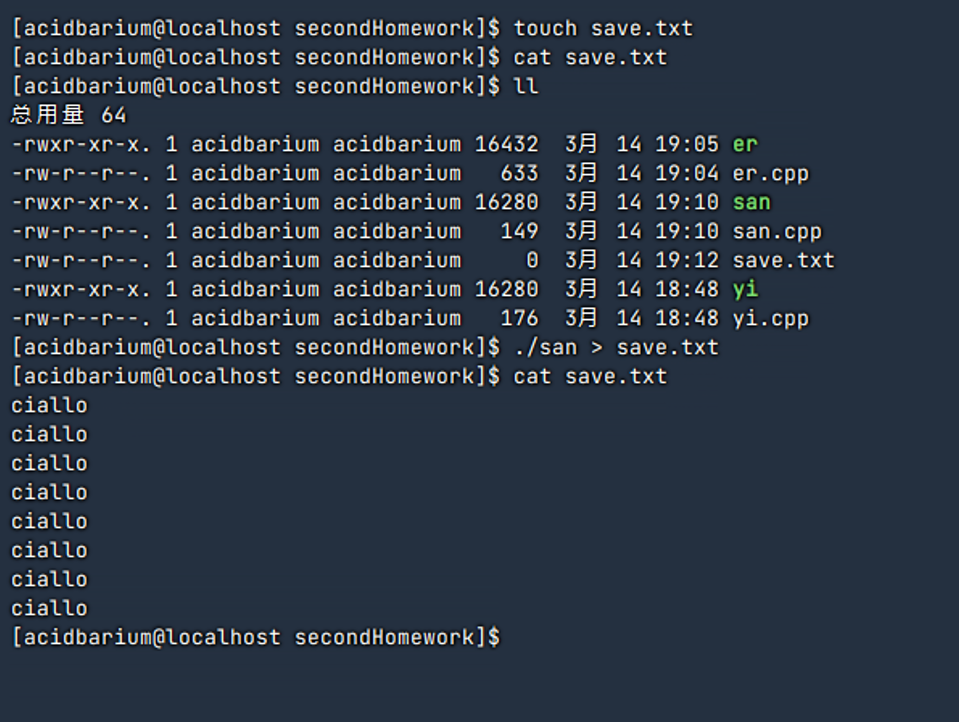 [acidbarium@localhost secondHomework]$ touch save.txt
[acidbarium@localhost secondHomework]$ cat save.txt
[acidbarium@localhost secondHomework]$ ll
总用量 64
-rwxr-xr-x. 1 acidbarium acidbarium 16432  3月  14 19:05 er
-rw-r--r--. 1 acidbarium acidbarium   633  3月  14 19:04 er.cpp
-rwxr-xr-x. 1 acidbarium acidbarium 16280  3月  14 19:10 san
-rw-r--r--. 1 acidbarium acidbarium   149  3月  14 19:10 san.cpp
-rw-r--r--. 1 acidbarium acidbarium     0  3月  14 19:12 save.txt
-rwxr-xr-x. 1 acidbarium acidbarium 16280  3月  14 18:48 yi
-rw-r--r--. 1 acidbarium acidbarium   176  3月  14 18:48 yi.cpp
[acidbarium@localhost secondHomework]$ ./san > save.txt
[acidbarium@localhost secondHomework]$ cat save.txt
ciallo
ciallo
ciallo
ciallo
ciallo
ciallo
ciallo
ciallo
[acidbarium@localhost secondHomework]$